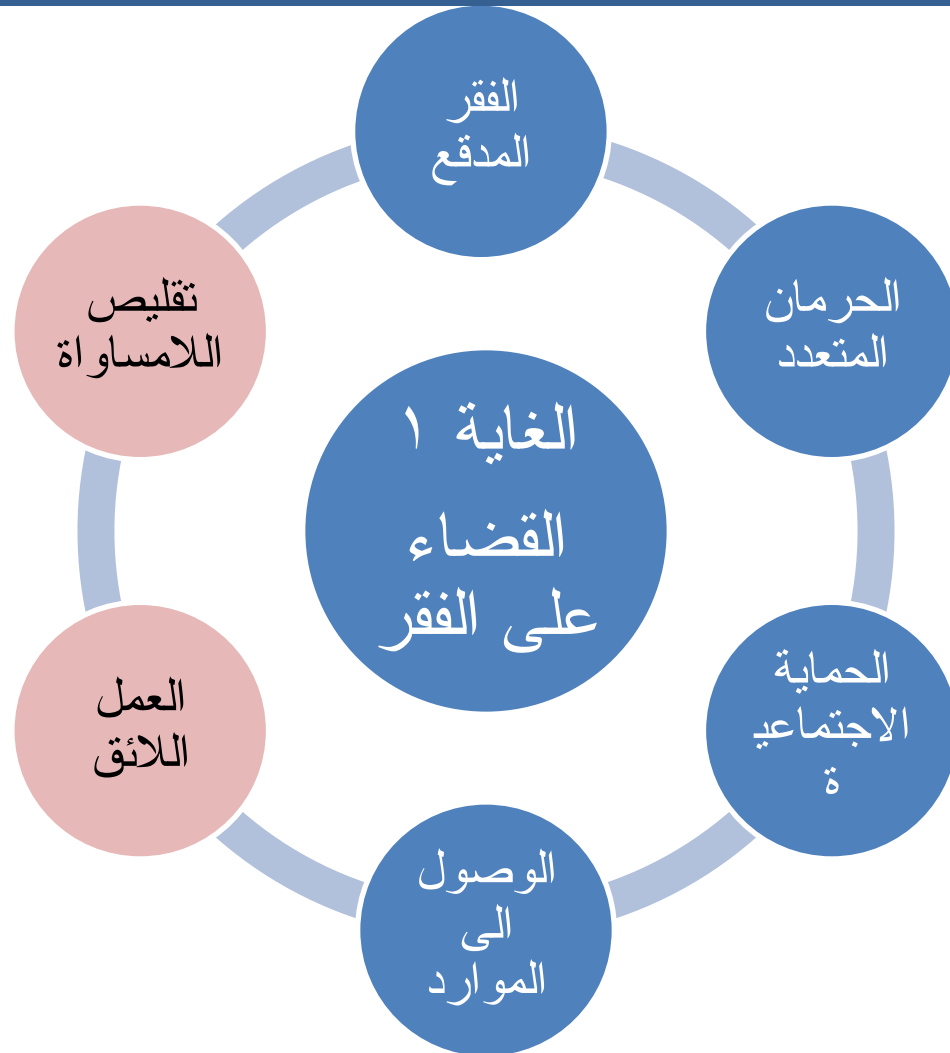 الفقر
المدقع
الحرمان
المتعدد
الحماية
الاجتماعي
ة
الوصول
الى
الموارد
العمل
اللائق
تقليص
اللامساواة
الغاية ١
القضاء
على الفقر